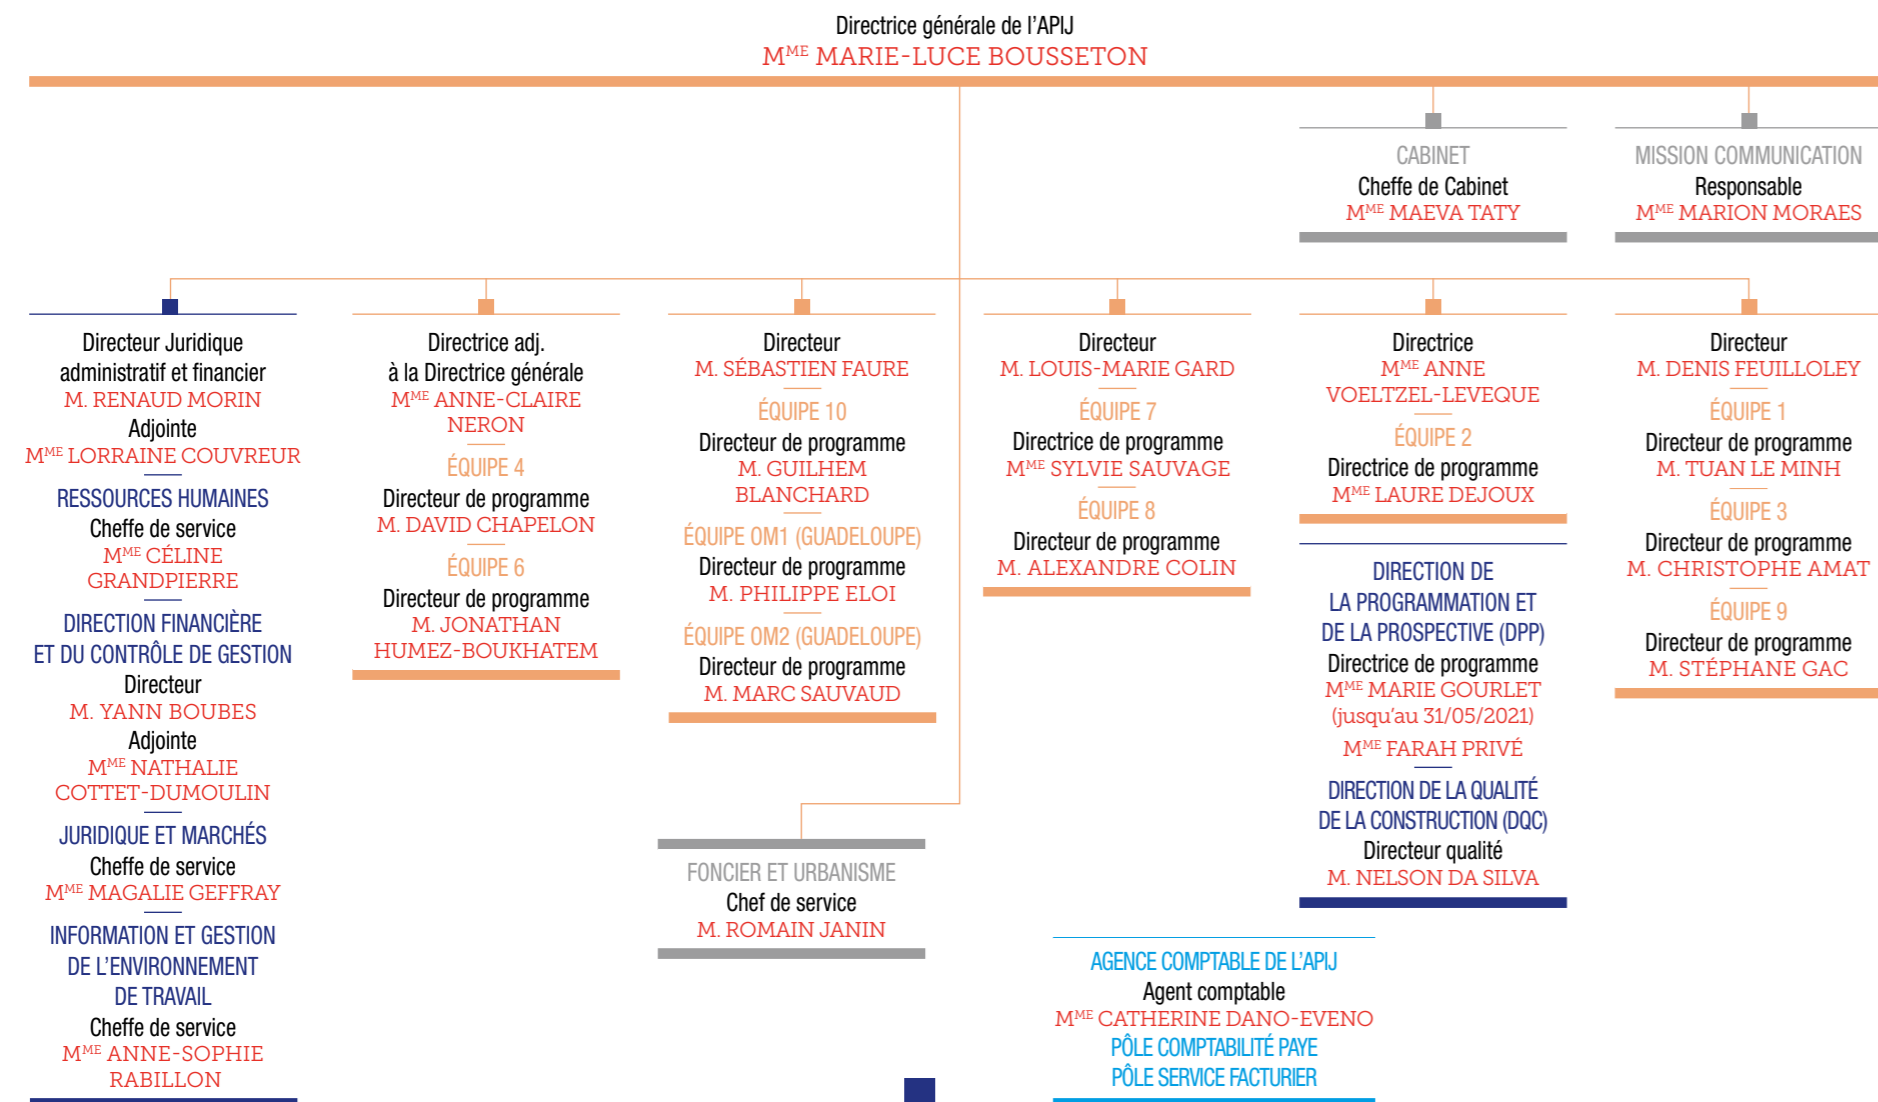 Directrice générale de l'APIJ
MME MARIE-LUCE BOUSSETON
CABINET
Cheffe de Cabinet
MME MAEVA TATY
MISSION COMMUNICATION
Responsable
MME MARION MORAES
Directeur Juridique
administratif et financier
M. RENAUD MORIN
Adjointe
MME LORRAINE COUVREUR
RESSOURCES HUMAINES
Cheffe de service
MME CÉLINE
GRANDPIERRE
DIRECTION FINANCIÈRE
ET DU CONTRÔLE DE GESTION
Directeur
M. YANN BOUBES
Adjointe
MME NATHALIE
COTTET-DUMOULIN
JURIDIQUE ET MARCHÉS
Cheffe de service
MME MAGALIE GEFFRAY
INFORMATION ET GESTION
DE L'ENVIRONNEMENT
DE TRAVAIL
Cheffe de service
MME ANNE-SOPHIE
RABILLON
Directrice adj.
à la Directrice générale
MME ANNE-CLAIRE
NERON
ÉQUIPE 4
Directeur de programme
M. DAVID CHAPELON
ÉQUIPE 6
Directeur de programme
M. JONATHAN
HUMEZ-BOUKHATEM
Directeur
M. SÉBASTIEN FAURE
ÉQUIPE 10
Directeur de programme
M. GUILHEM
BLANCHARD
ÉQUIPE OM1 (GUADELOUPE)
Directeur de programme
M. PHILIPPE ELOI
ÉQUIPE OM2 (GUADELOUPE)
Directeur de programme
M. MARC SAUVAUD
FONCIER ET URBANISME
Chef de service
M. ROMAIN JANIN
Directeur
M. LOUIS-MARIE GARD
ÉQUIPE 7
Directrice de programme
MME SYLVIE SAUVAGE
ÉQUIPE 8
Directeur de programme
M. ALEXANDRE COLIN
Directrice
MME ANNE
VOELTZEL-LEVEQUE
ÉQUIPE 2
Directrice de programme
MME LAURE DEJOUX
DIRECTION DE
LA PROGRAMMATION ET
DE LA PROSPECTIVE (DPP)
Directrice de programme
MME MARIE GOURLET
(jusqu'au 31/05/2021)
MME FARAH PRIVÉ
DIRECTION DE LA QUALITÉ
DE LA CONSTRUCTION (DQC)
Directeur qualité
M. NELSON DA SILVA
Directeur
M. DENIS FEUILLOLEY
ÉQUIPE 1
Directeur de programme
M. TUAN LE MINH
ÉQUIPE 3
Directeur de programme
M. CHRISTOPHE AMAT
ÉQUIPE 9
Directeur de programme
M. STÉPHANE GAC
AGENCE COMPTABLE DE L'APIJ
Agent comptable
MME CATHERINE DANO-EVENO
PÔLE COMPTABILITÉ PAYE
PÔLE SERVICE FACTURIER